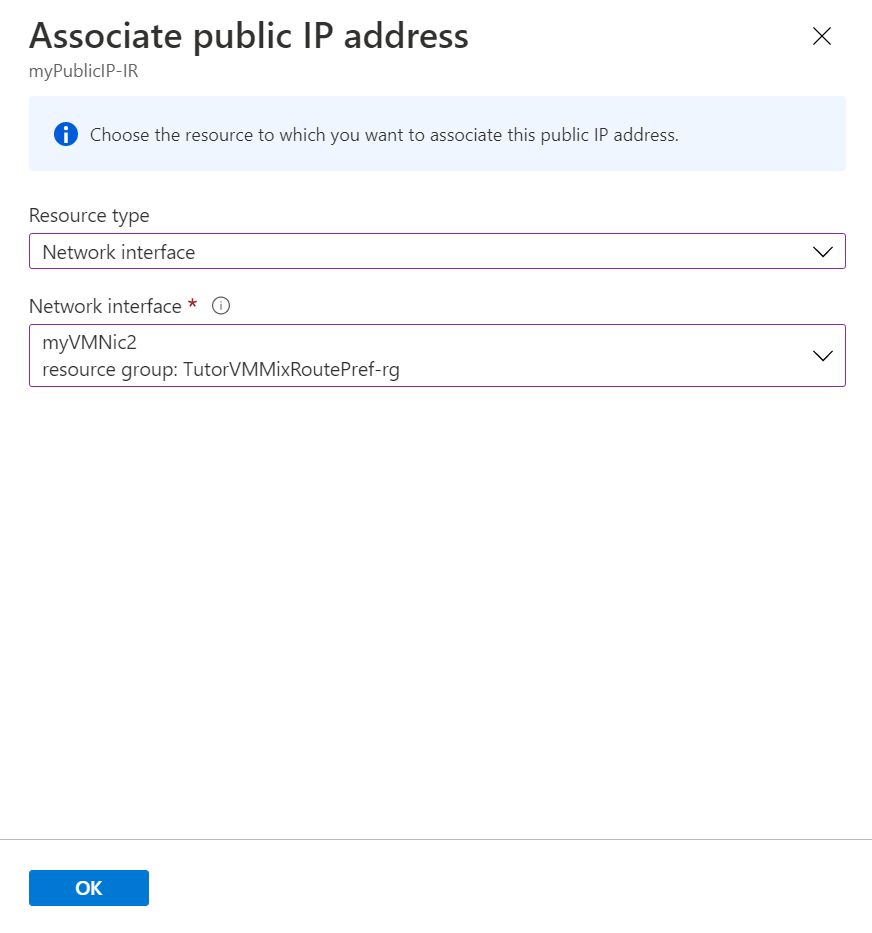 Associate public IP address
myPublicIP-IR
Choose the resource to which you want to associate this public IP address.
Resource type
Network interface
Network interface *
myVMNic2
resource group: TutorVMMixRoutePref-rg
OK